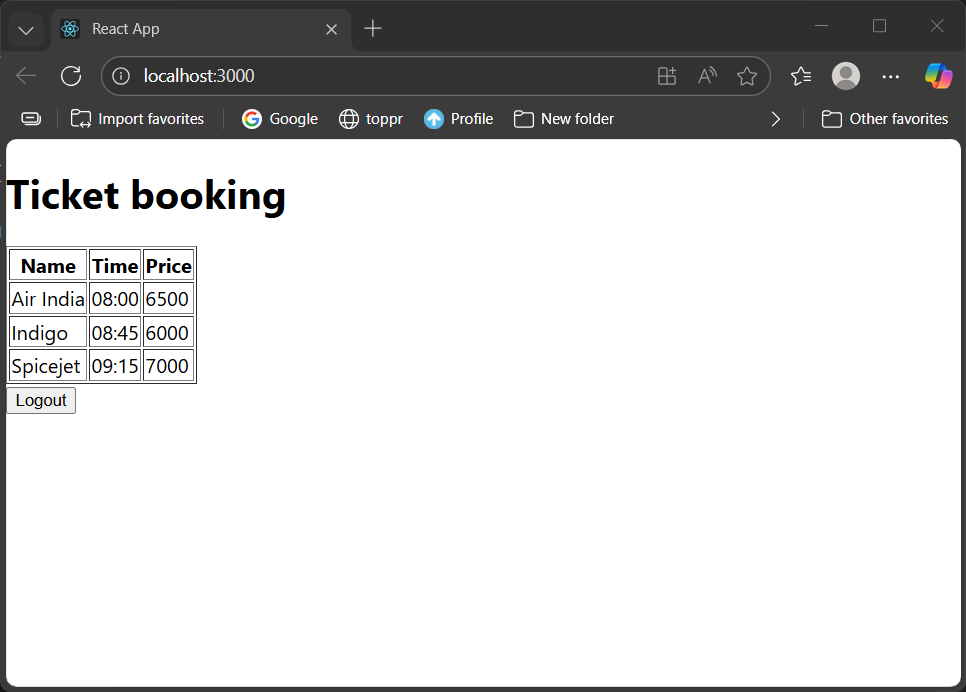 React App
localhost:3000
Import favorites Google toppr Profile New folder Other favorites
Ticket booking
Name Time Price
Air India 08:00 6500
Indigo 08:45 6000
Spicejet 09:15 7000
Logout